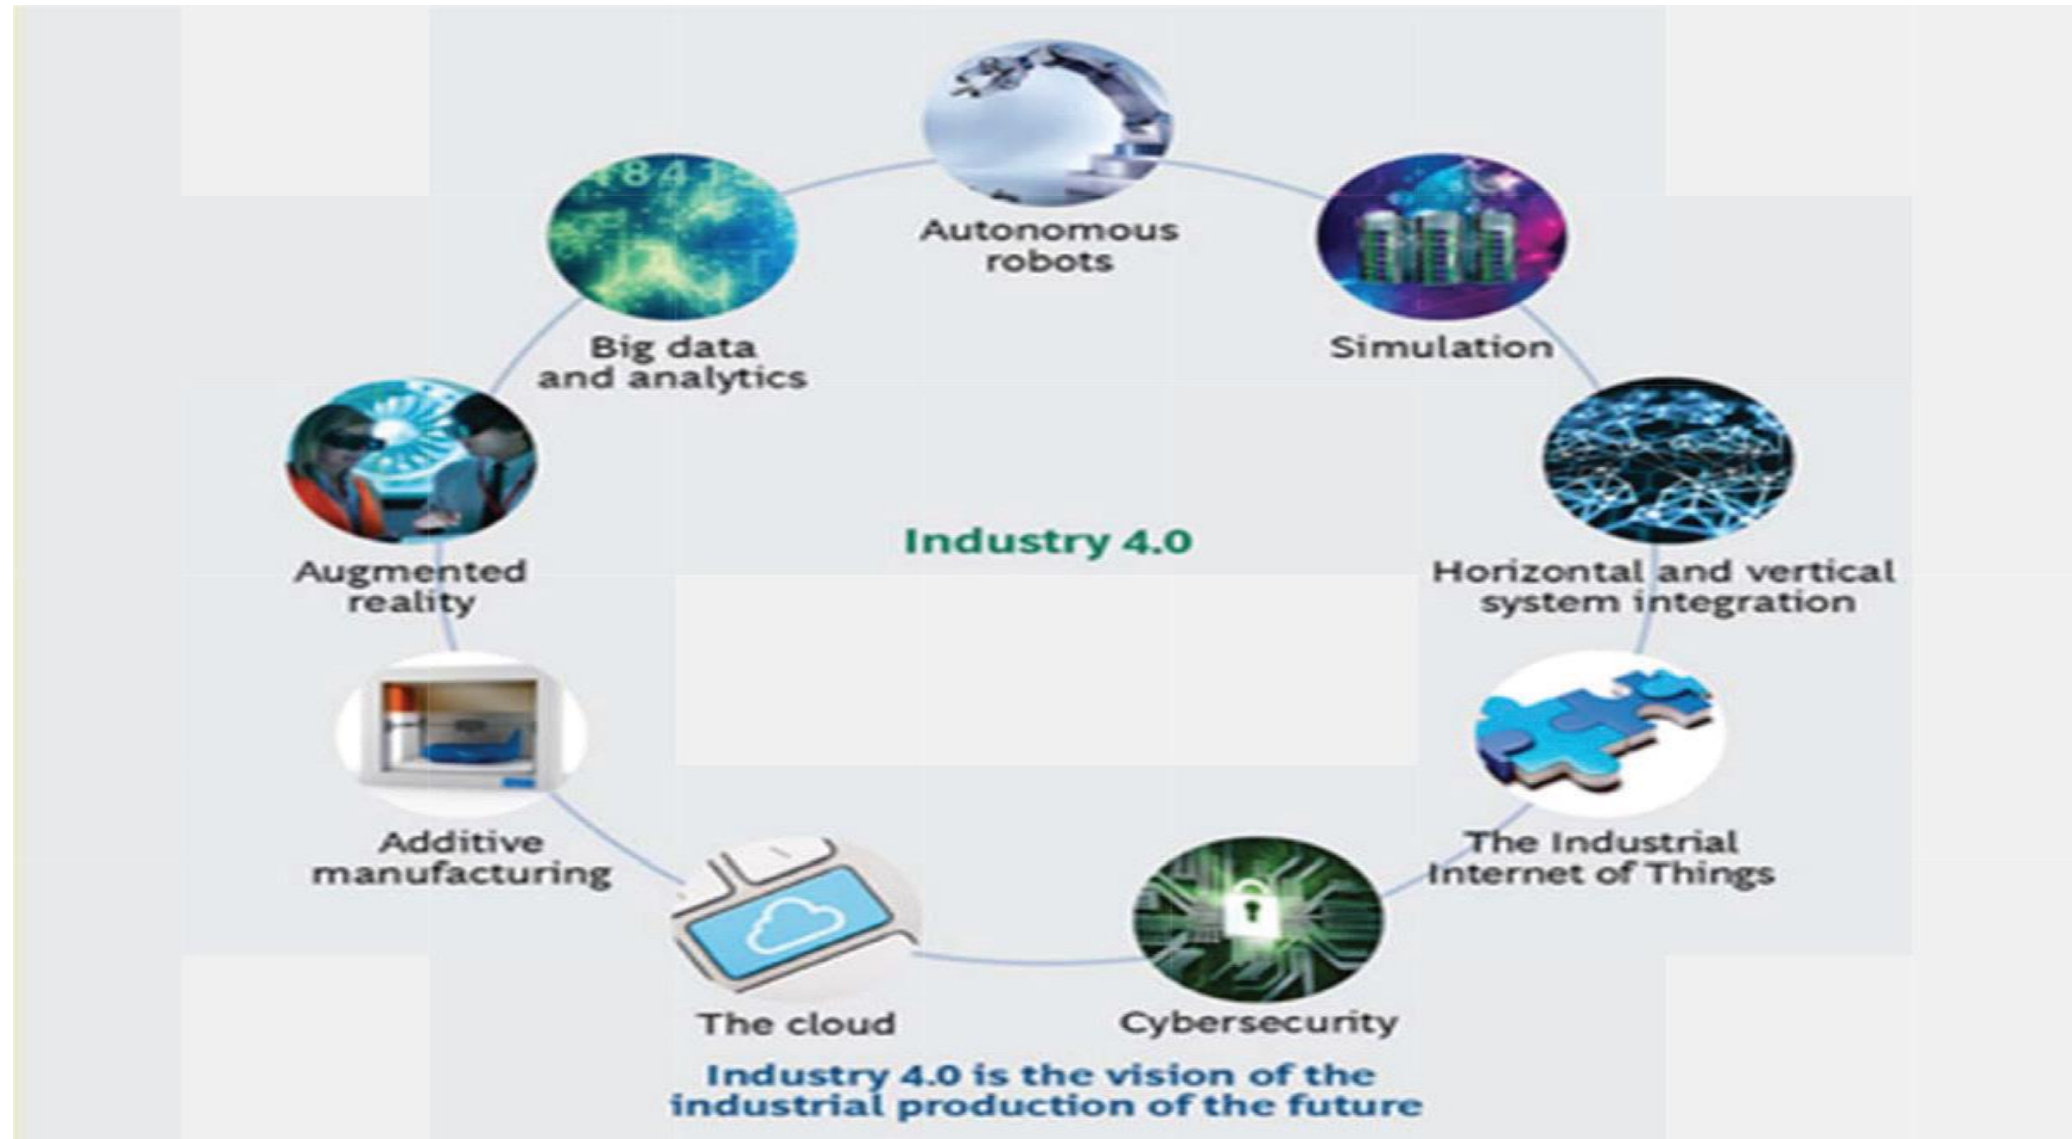 1841
Autonomous
robots
Big data
and analytics
Simulation
Augmented
reality
Industry 4.0
Horizontal and vertical
system integration
Additive
manufacturing
The Industrial
Internet of Things
The cloud
Cybersecurity
Industry 4.0 is the vision of the
industrial production of the future